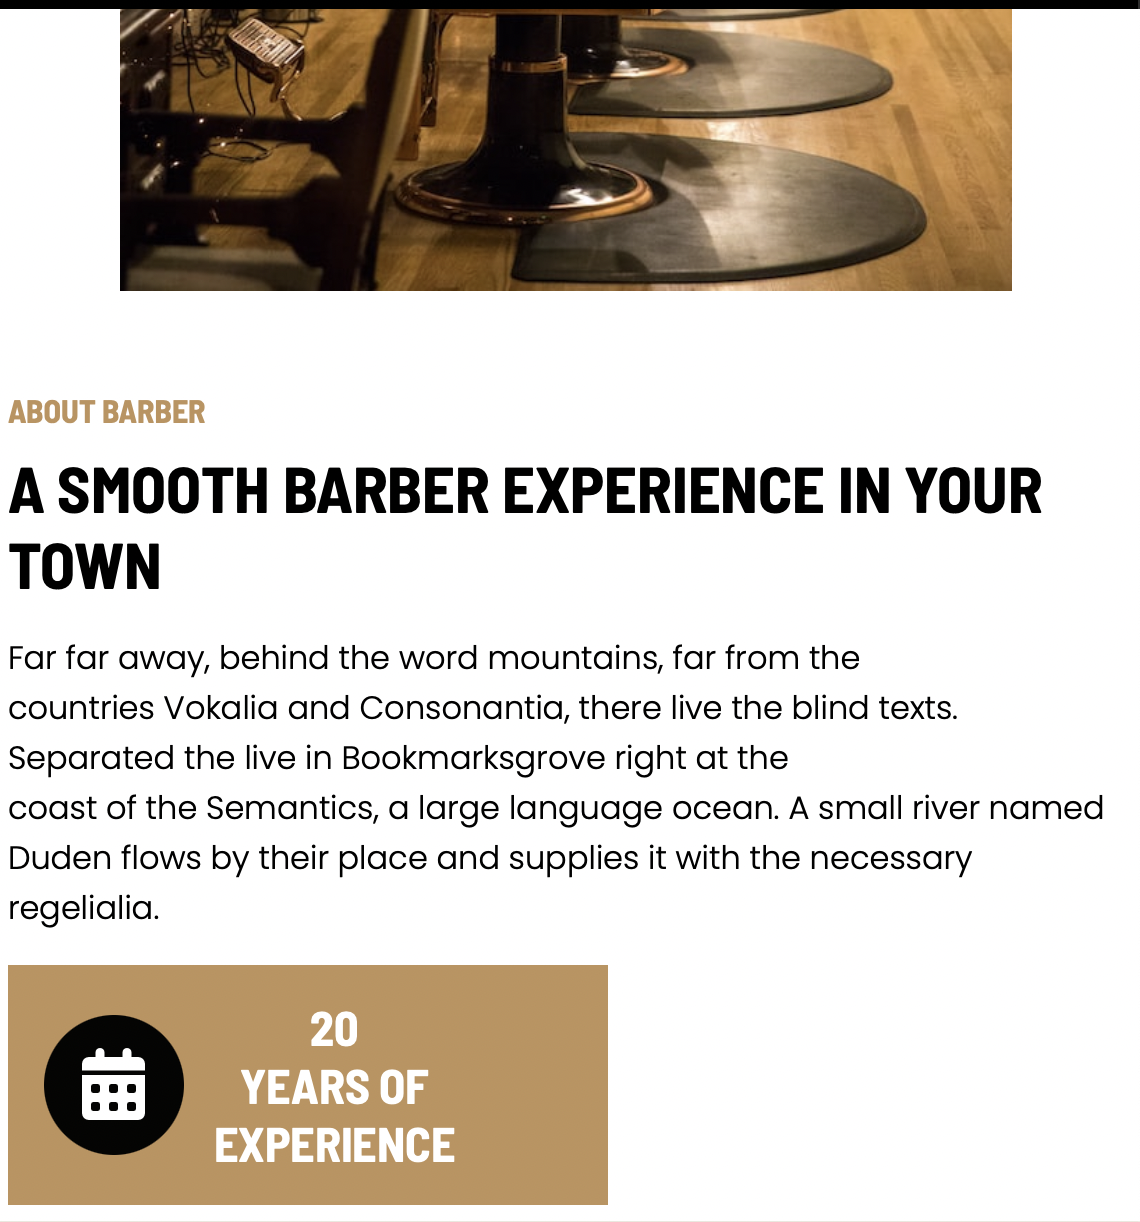 ABOUT BARBER
A SMOOTH BARBER EXPERIENCE IN YOUR
TOWN
Far far away, behind the word mountains, far from the
countries Vokalia and Consonantia, there live the blind texts.
Separated the live in Bookmarksgrove right at the
coast of the Semantics, a large language ocean. A small river named
Duden flows by their place and supplies it with the necessary
regelialia.
20
YEARS OF
EXPERIENCE